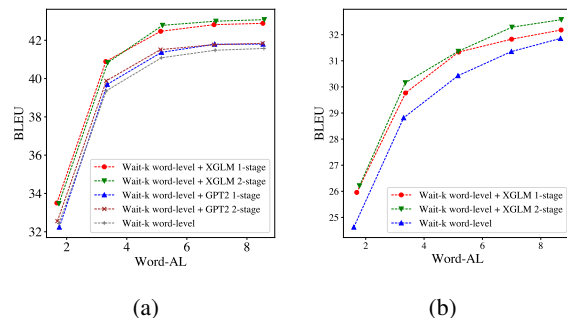 42
40
38
36
34
32
BLEU
Wait-k word-level + XGLM 1-stage
Wait-k word-level + XGLM 2-stage
Wait-k word-level + GPT2 1-stage
Wait-k word-level + GPT2 2-stage
Wait-k word-level
2 4 6 8
Word-AL
(a)
32
31
30
29
28
27
26
25
BLEU
Wait-k word-level + XGLM 1-stage
Wait-k word-level + XGLM 2-stage
Wait-k word-level
2 4 6 8
Word-AL
(b)